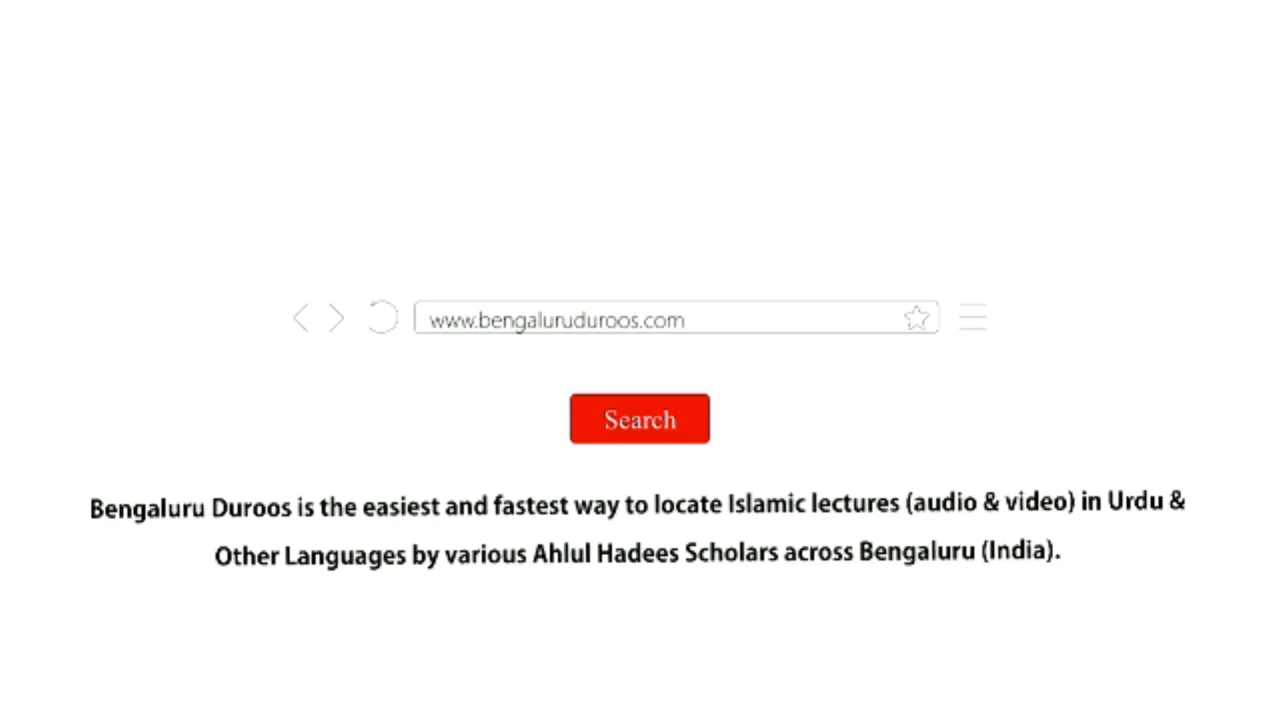 www.bengaluruduroos.com
Search
Bengaluru Duroos is the easiest and fastest way to locate Islamic lectures (audio & video) in Urdu &
Other Languages by various Ahlul Hadees Scholars across Bengaluru (India).